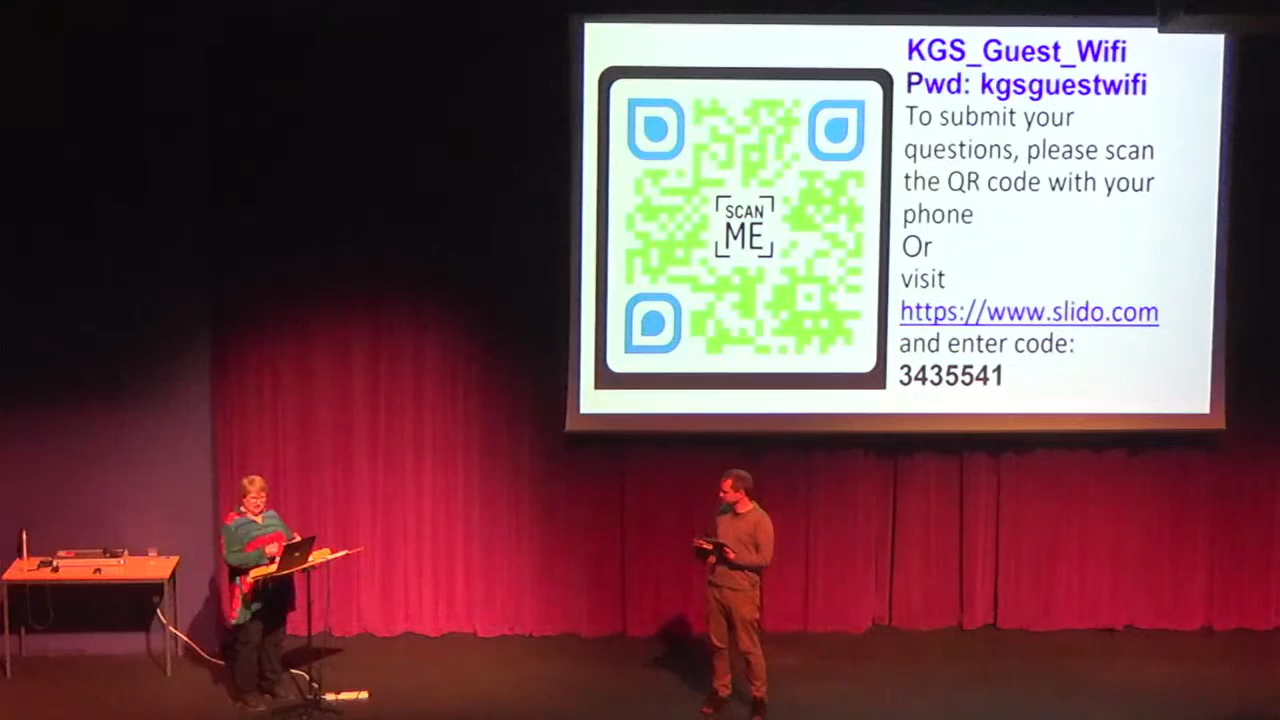 SCAN
ME
KGS_Guest_Wifi
Pwd: kgsguestwifi
To submit your
questions, please scan
the QR code with your
phone
Or
visit
https://www.slido.com
and enter code:
3435541